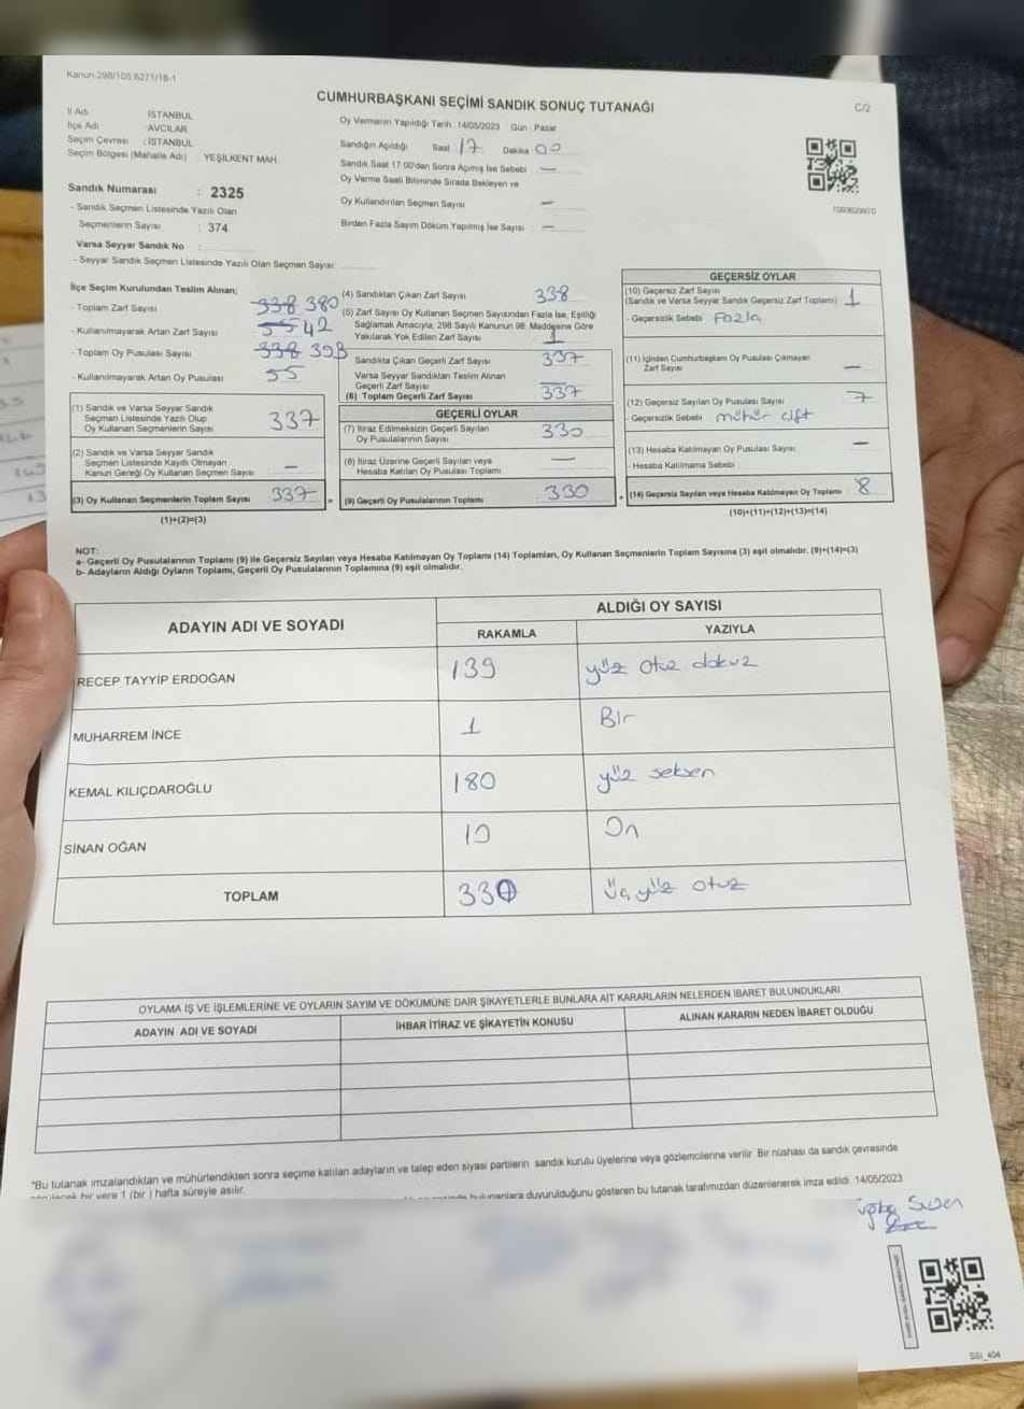 Kanun 298/105 6271/18-1
CUMHURBAŞKANI SEÇİMİ SANDIK SONUÇ TUTANAĞI
C/2
İl Adı : İSTANBUL
İlçe Adı : AVCILAR
Seçim Çevresi : İSTANBUL
Seçim Bölgesi (Mahalle Adı) : YEŞİLKENT MAH.
Sandık Numarası : 2325
- Sandık Seçmen Listesinde Yazılı Olan
Seçmenlerin Sayısı : 374
Varsa Seyyar Sandık No :
- Seyyar Sandık Seçmen Listesinde Yazılı Olan Seçmen Sayısı:
Oy Vermenin Yapıldığı Tarih : 14/05/2023 Gün : Pazar
Sandığın Açıldığı Saat 17 Dakika 00
Sandık Saat 17:00'den Sonra Açılmış İse Sebebi —
Oy Verme Saati Bitiminde Sırada Bekleyen ve
Oy Kullandırılan Seçmen Sayısı —
Birden Fazla Sayım Döküm Yapılmış İse Sayısı : —
İlçe Seçim Kurulundan Teslim Alınan;
- Toplam Zarf Sayısı 338 380
- Kullanılmayarak Artan Zarf Sayısı 55 42
- Toplam Oy Pusulası Sayısı 338 393
- Kullanılmayarak Artan Oy Pusulası 55
(1) Sandık ve Varsa Seyyar Sandık
Seçmen Listesinde Yazılı Olup
Oy Kullanan Seçmenlerin Sayısı 337
(2) Sandık ve Varsa Seyyar Sandık
Seçmen Listesinde Kaydı Olmayan
Kanun Gereği Oy Kullanan Seçmen Sayısı —
(3) Oy Kullanan Seçmenlerin Toplam Sayısı 337
(1)+(2)=(3)
(4) Sandıktan Çıkan Zarf Sayısı 338
(5) Zarf Sayısı Oy Kullanan Seçmen Sayısından Fazla İse, Eşitliği
Sağlamak Amacıyla, 298 Sayılı Kanunun 98. Maddesine Göre
Yakılarak Yok Edilen Zarf Sayısı 1
Sandıkta Çıkan Geçerli Zarf Sayısı 337
Varsa Seyyar Sandıktan Teslim Alınan
Geçerli Zarf Sayısı —
(6) Toplam Geçerli Zarf Sayısı 337
GEÇERLİ OYLAR
(7) İtiraz Edilmeksizin Geçerli Sayılan
Oy Pusulalarının Sayısı 330
(8) İtiraz Üzerine Geçerli Sayılan veya
Hesaba Katılan Oy Pusulası Toplamı —
(9) Geçerli Oy Pusulalarının Toplamı 330
GEÇERSİZ OYLAR
(10) Geçersiz Zarf Sayısı
(Sandık ve Varsa Seyyar Sandık Geçersiz Zarf Toplamı) 1
- Geçersizlik Sebebi Fazla
(11) İçinden Cumhurbaşkanı Oy Pusulası Çıkmayan
Zarf Sayısı —
(12) Geçersiz Sayılan Oy Pusulası Sayısı 7
- Geçersizlik Sebebi mühür çift
(13) Hesaba Katılmayan Oy Pusulası Sayısı —
- Hesaba Katılmama Sebebi
(14) Geçersiz Sayılan veya Hesaba Katılmayan Oy Toplamı 8
(10)+(11)+(12)+(13)=(14)
NOT:
a- Geçerli Oy Pusulalarının Toplamı (9) ile Geçersiz Sayılan veya Hesaba Katılmayan Oy Toplamı (14) Toplamları, Oy Kullanan Seçmenlerin Toplam Sayısına (3) eşit olmalıdır. (9)+(14)=(3)
b- Adayların Aldığı Oyların Toplamı, Geçerli Oy Pusulalarının Toplamına (9) eşit olmalıdır.
ADAYIN ADI VE SOYADI ALDIĞI OY SAYISI
RAKAMLA YAZIYLA
RECEP TAYYİP ERDOĞAN 139 yüz otuz dokuz
MUHARREM İNCE 1 Bir
KEMAL KILIÇDAROĞLU 180 yüz seksen
SİNAN OĞAN 10 On
TOPLAM 330 üç yüz otuz
OYLAMA İŞ VE İŞLEMLERİNE VE OYLARIN SAYIM VE DÖKÜMÜNE DAİR ŞİKAYETLERLE BUNLARA AİT KARARLARIN NELERDEN İBARET BULUNDUKLARI
ADAYIN ADI VE SOYADI İHBAR İTİRAZ VE ŞİKAYETİN KONUSU ALINAN KARARIN NEDEN İBARET OLDUĞU
"Bu tutanak imzalandıktan ve mühürlendikten sonra seçime katılan adayların ve talep eden siyasi partilerin sandık kurulu üyelerine veya gözlemcilerine verilir. Bir nüshası da sandık çevresinde
bir yere 1 (bir) hafta süreyle asılır.
bulunanlara duyurulduğunu gösteren bu tutanak tarafımızdan düzenlenerek imza edildi. 14/05/2023
SSI_404